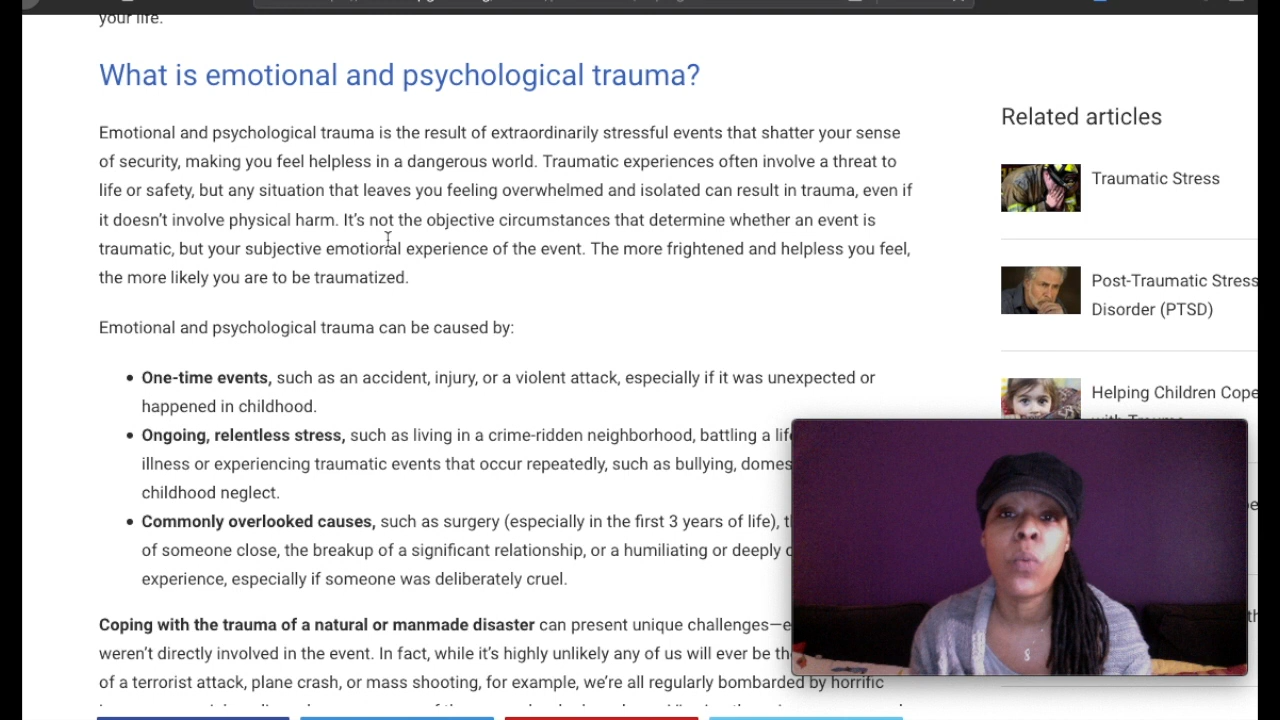 your life.
What is emotional and psychological trauma?
Emotional and psychological trauma is the result of extraordinarily stressful events that shatter your sense
of security, making you feel helpless in a dangerous world. Traumatic experiences often involve a threat to
life or safety, but any situation that leaves you feeling overwhelmed and isolated can result in trauma, even if
it doesn’t involve physical harm. It’s not the objective circumstances that determine whether an event is
traumatic, but your subjective emotional experience of the event. The more frightened and helpless you feel,
the more likely you are to be traumatized.
Emotional and psychological trauma can be caused by:
One-time events, such as an accident, injury, or a violent attack, especially if it was unexpected or
happened in childhood.
Ongoing, relentless stress, such as living in a crime-ridden neighborhood, battling a
illness or experiencing traumatic events that occur repeatedly, such as bullying,
childhood neglect.
Commonly overlooked causes, such as surgery (especially in the first 3 years of life),
of someone close, the breakup of a significant relationship, or a humiliating or deeply
experience, especially if someone was deliberately cruel.
Coping with the trauma of a natural or manmade disaster can present unique challenges—
weren’t directly involved in the event. In fact, while it’s highly unlikely any of us will ever be
of a terrorist attack, plane crash, or mass shooting, for example, we’re all regularly bombarded by horrific
Related articles
Traumatic Stress
Post-Traumatic Stress
Disorder (PTSD)
Helping Children Cope